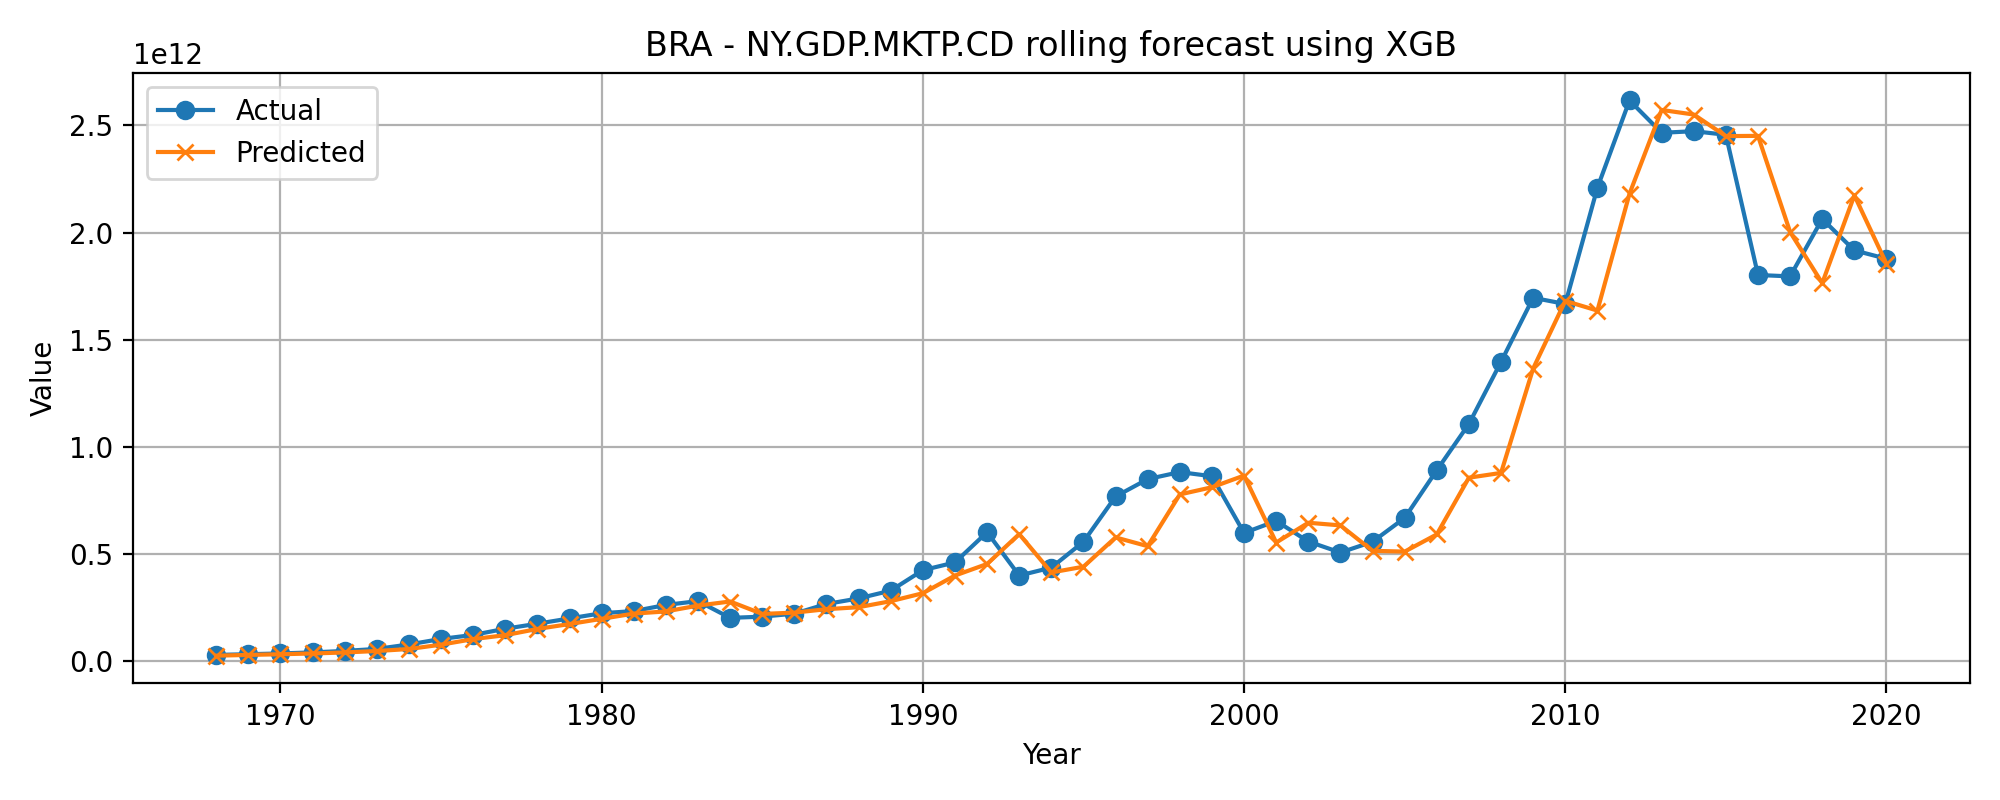 BRA - NY.GDP.MKTP.CD rolling forecast using XGB
1e12
Actual
Predicted
2.5
2.0
1.5
1.0
0.5
0.0
Value
1970 1980 1990 2000 2010 2020
Year